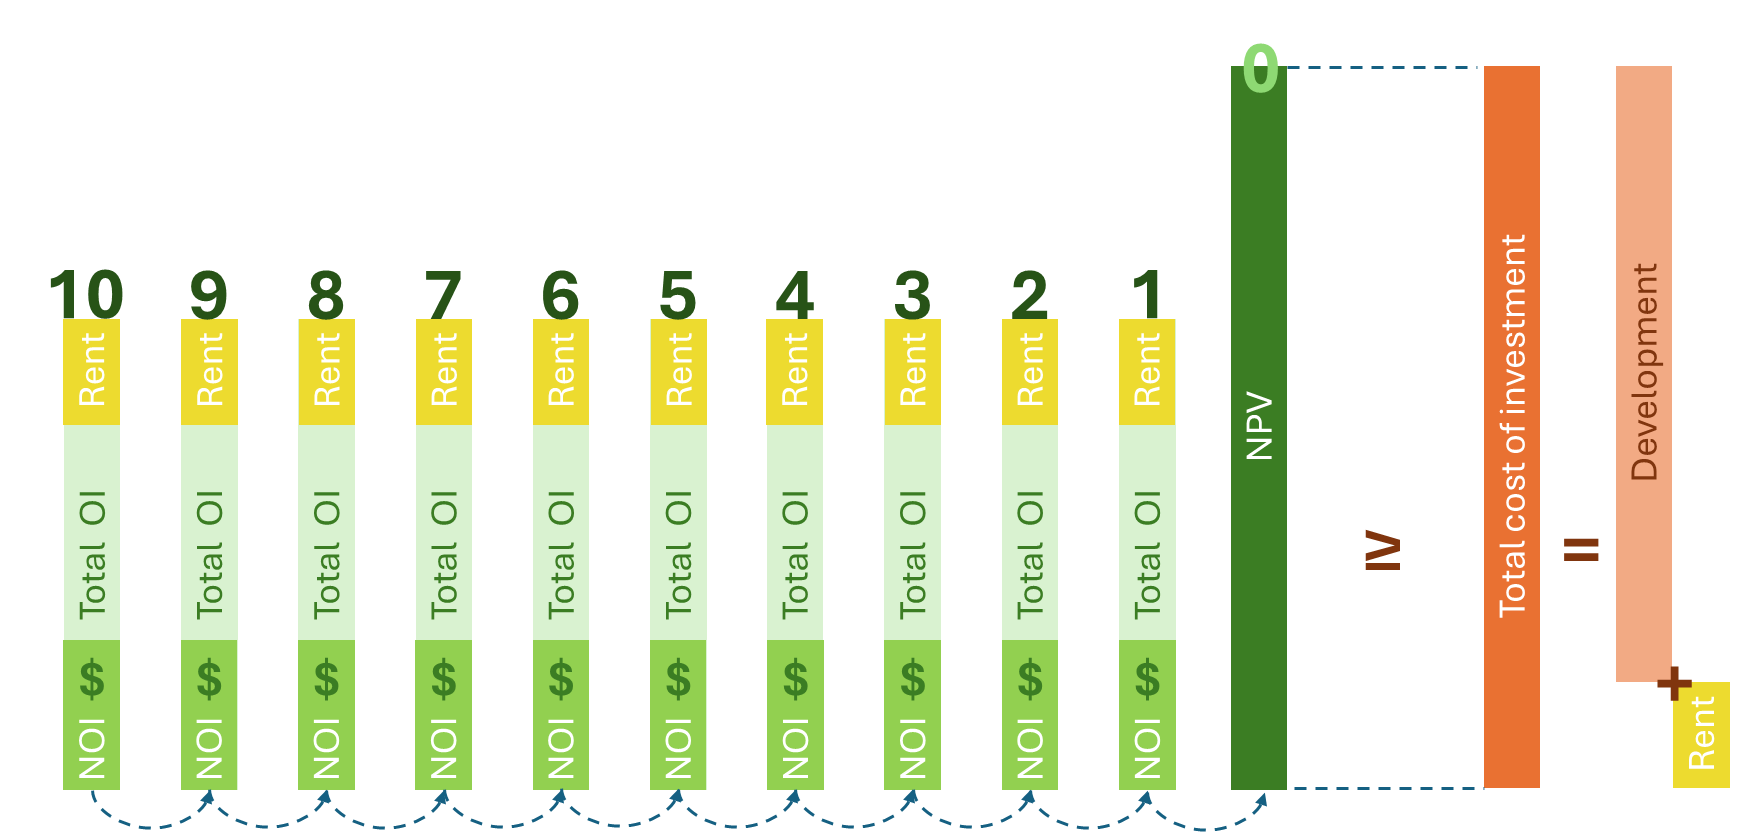 10 9 8 7 6 5 4 3 2 1 0
Rent Rent Rent Rent Rent Rent Rent Rent Rent Rent
Total OI Total OI Total OI Total OI Total OI Total OI Total OI Total OI Total OI Total OI
NOI $ NOI $ NOI $ NOI $ NOI $ NOI $ NOI $ NOI $ NOI $ NOI $
NPV
≥
Total cost of investment
=
Development
+
Rent